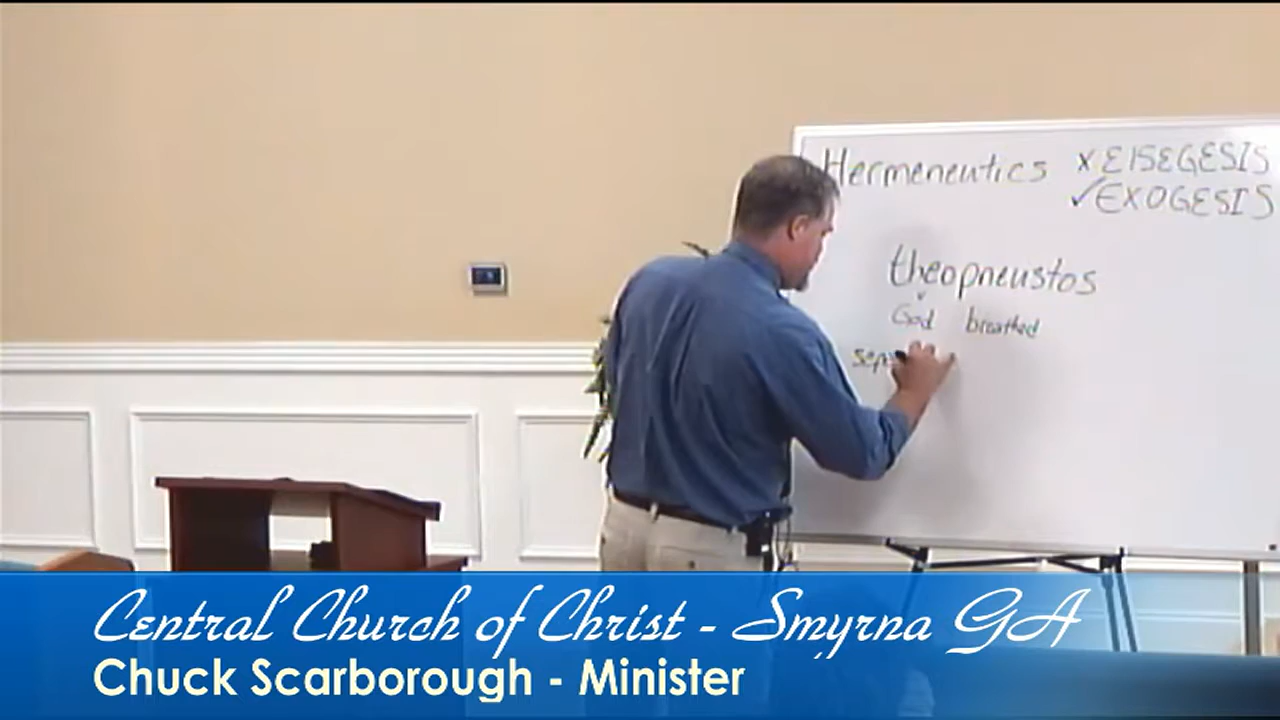 Hermeneutics x EISEGESIS
✓EXOGESIS
theopneustos
God breathed
Central Church of Christ - Smyrna GA
Chuck Scarborough - Minister